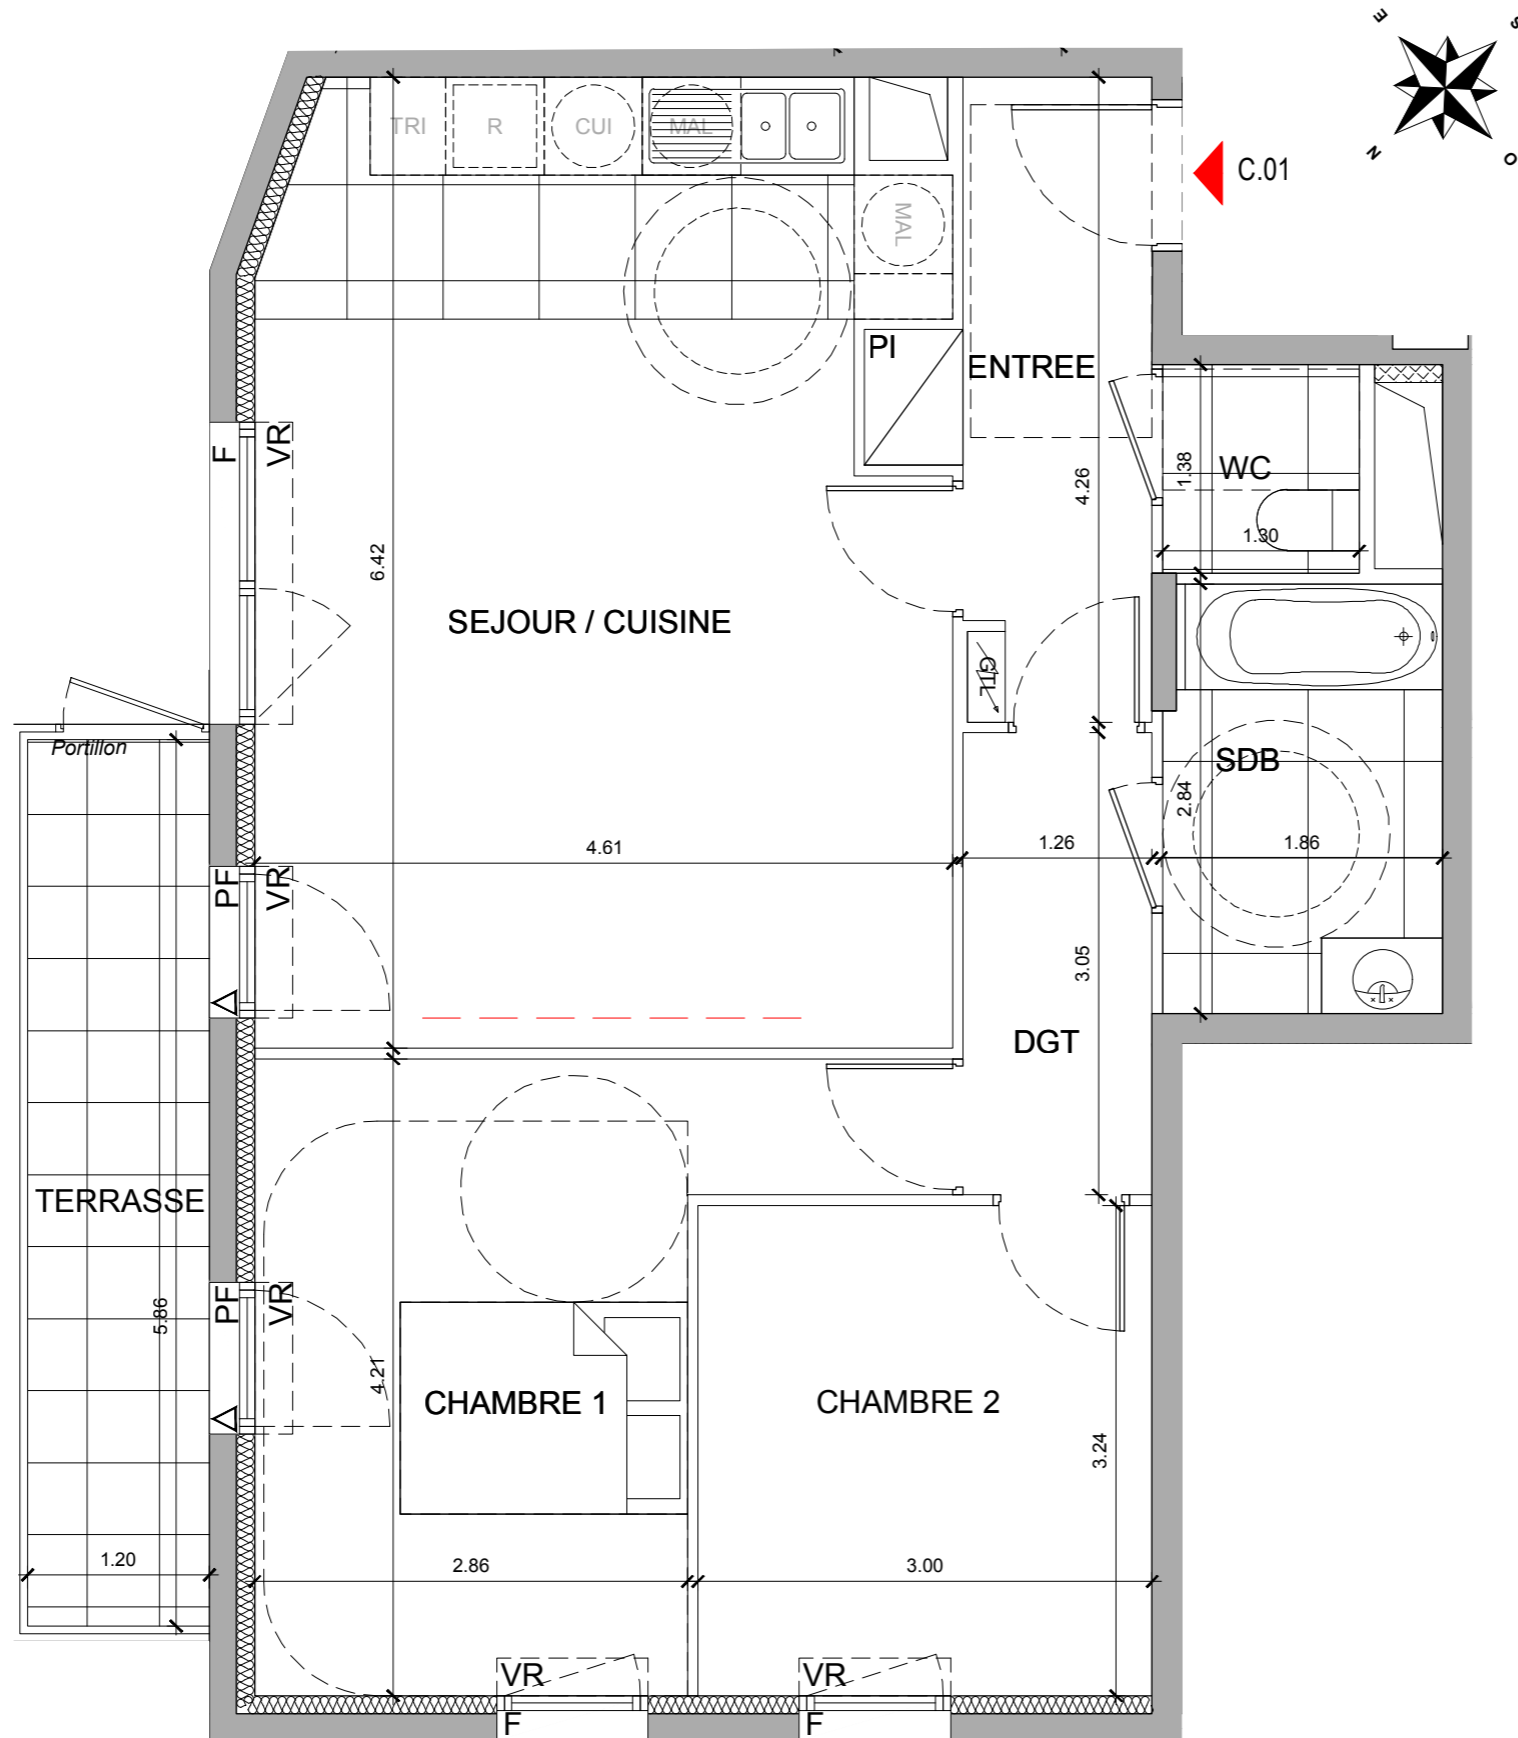 E
S
N
O
C.01
TRI
R
CUI
MAL
MAL
PI
ENTREE
F
VR
WC
1.38
1.30
4.26
6.42
SEJOUR / CUISINE
GTL
Portillon
SDB
2.84
1.86
4.61
1.26
PF
VR
3.05
DGT
TERRASSE
5.86
PF
VR
4.21
CHAMBRE 1
CHAMBRE 2
3.24
1.20
2.86
3.00
VR
F
VR
F